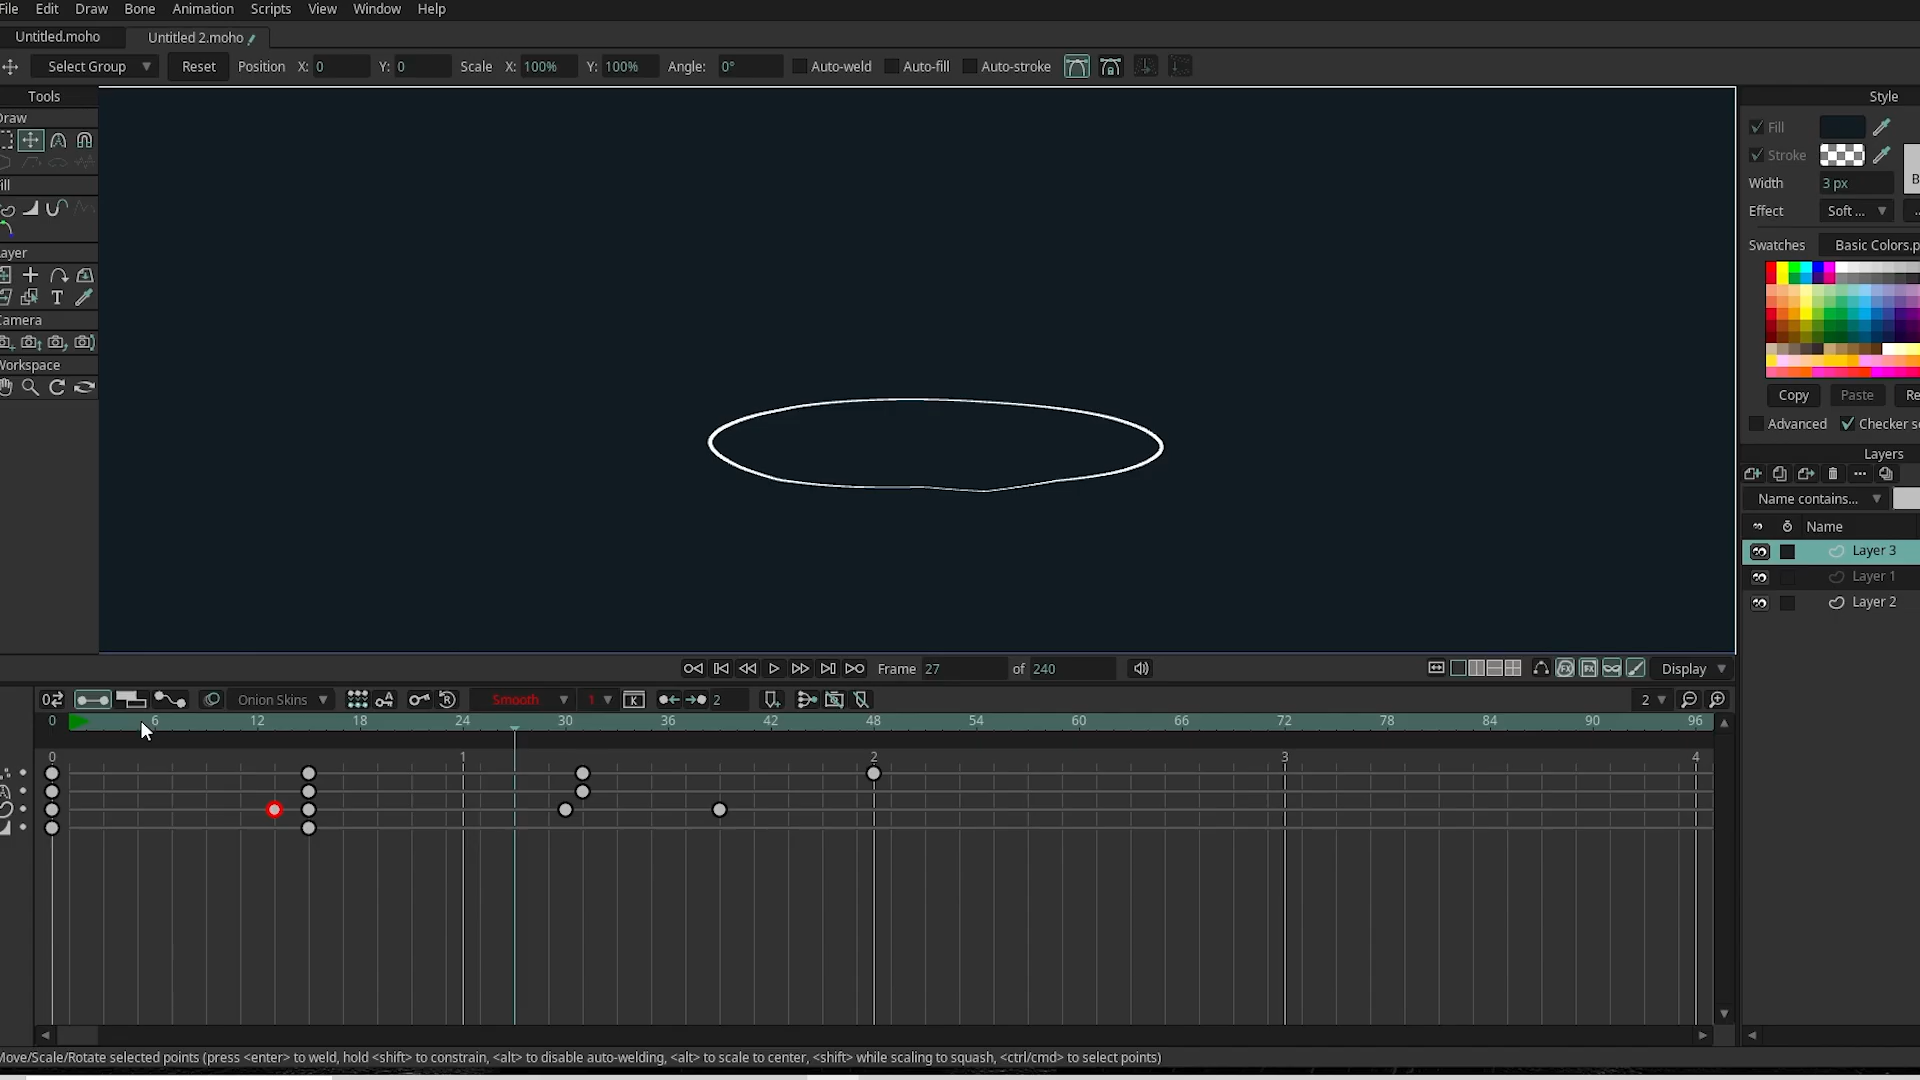 File Edit Draw Bone Animation Scripts View Window Help
Untitled.moho Untitled 2.moho
Select Group Reset Position X: 0 Y: 0 Scale X: 100% Y: 100% Angle: 0° Auto-weld Auto-fill Auto-stroke
Tools
Draw
ill
ayer
T
Camera
Workspace
Style
Fill
Stroke
B
Width 3 px
Effect Soft ... ...
Swatches Basic Colors.p
Copy Paste Re
Advanced Checker se
Layers
Name contains...
Name
Layer 3
Layer 1
Layer 2
Frame 27 of 240
Display
Onion Skins Smooth 1 K 2 2
0 6 12 18 24 30 36 42 48 54 60 66 72 78 84 90 96
0 1 2 3 4
Move/Scale/Rotate selected points (press <enter> to weld, hold <shift> to constrain, <alt> to disable auto-welding, <alt> to scale to center, <shift> while scaling to squash, <ctrl/cmd> to select points)